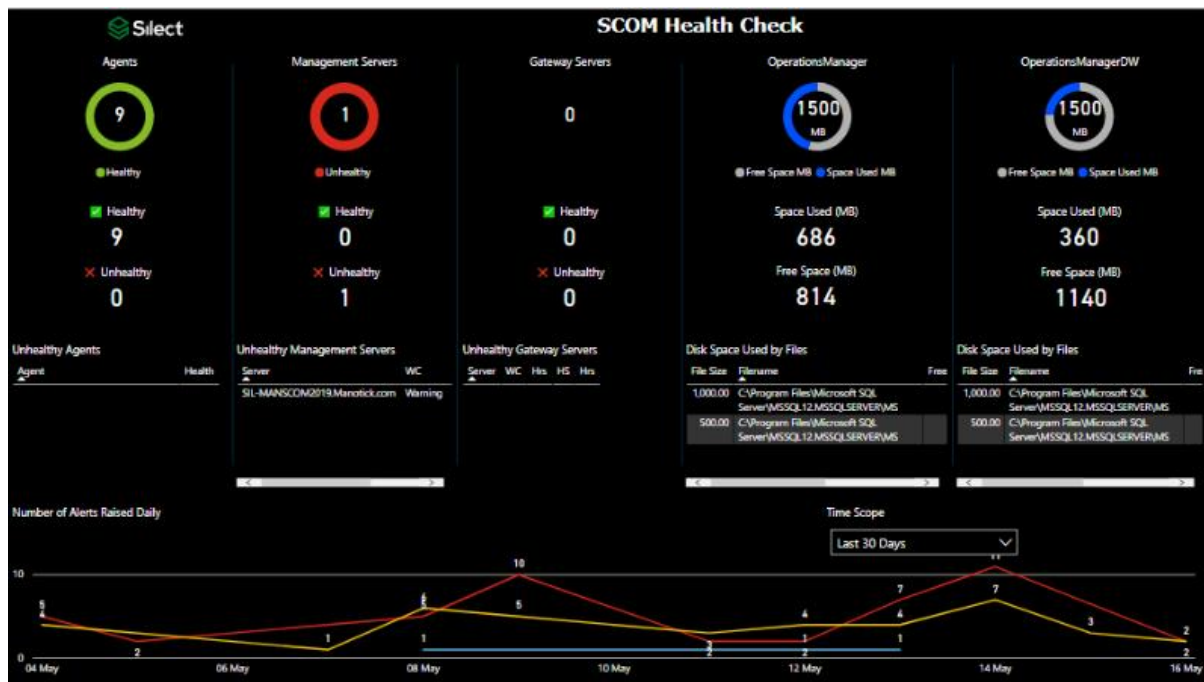 Silect
SCOM Health Check
Agents
9
Healthy
Healthy
9
Unhealthy
0
Management Servers
1
Unhealthy
Healthy
0
Unhealthy
1
Gateway Servers
0
Healthy
0
Unhealthy
0
OperationsManager
1500
MB
Free Space MB Space Used MB
Space Used (MB)
686
Free Space (MB)
814
OperationsManagerDW
1500
MB
Free Space MB Space Used MB
Space Used (MB)
360
Free Space (MB)
1140
Unhealthy Agents
Agent Health
Unhealthy Management Servers
Server WC
SIL-MANSCOM2019.Manotick.com Warning
Unhealthy Gateway Servers
Server WC Hrs HS Hrs
Disk Space Used by Files
File Size Filename Free
1,000.00 C:\Program Files\Microsoft SQL
Server\MSSQL12.MSSQLSERVER\MS
500.00 C:\Program Files\Microsoft SQL
Server\MSSQL12.MSSQLSERVER\MS
Disk Space Used by Files
File Size Filename Fre
1,000.00 C:\Program Files\Microsoft SQL
Server\MSSQL12.MSSQLSERVER\MS
500.00 C:\Program Files\Microsoft SQL
Server\MSSQL12.MSSQLSERVER\MS
Number of Alerts Raised Daily
Time Scope
Last 30 Days
10
0
5
4
2
1
6
5
1
10
5
3
2
4
1
2
7
4
1
11
7
3
2
2
04 May 06 May 08 May 10 May 12 May 14 May 16 May